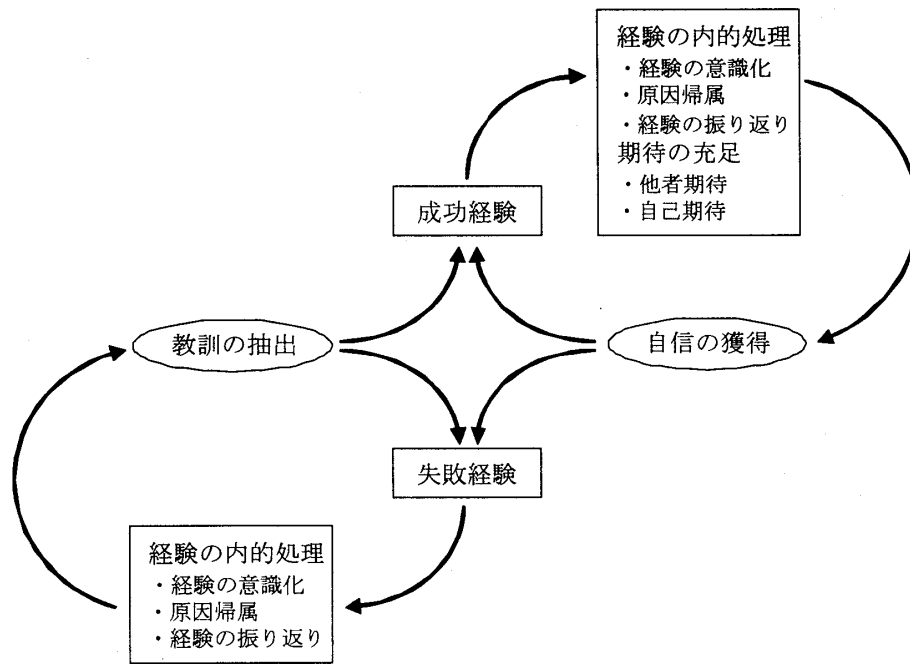 経験の内的処理
・経験の意識化
・原因帰属
・経験の振り返り
期待の充足
・他者期待
・自己期待
成功経験
教訓の抽出
自信の獲得
失敗経験
経験の内的処理
・経験の意識化
・原因帰属
・経験の振り返り